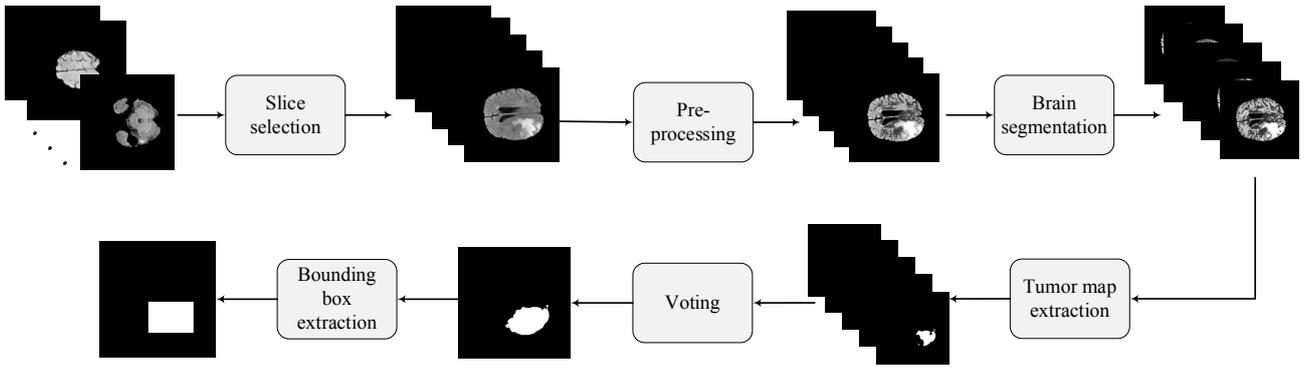 Slice
selection
Pre-
processing
Brain
segmentation
Tumor map
extraction
Voting
Bounding
box
extraction